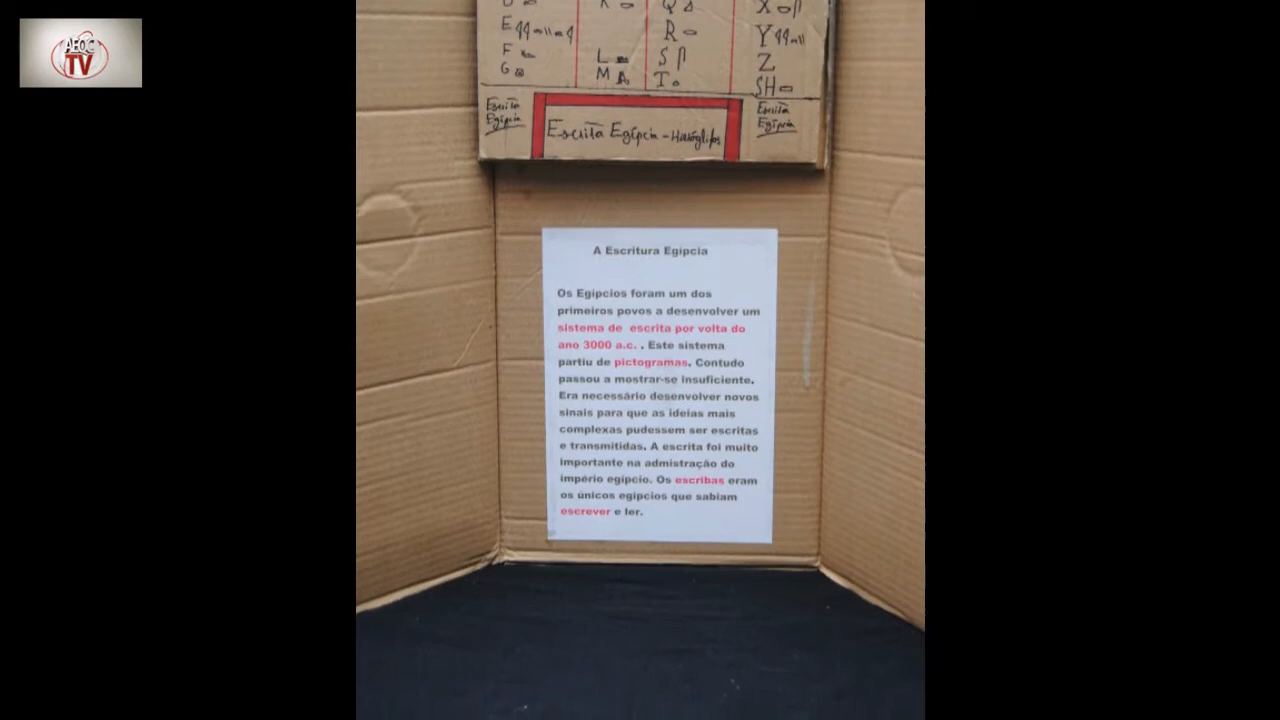 AEQC
TV
E
F
G
L
M
Q
R
S
T
X
Y
Z
SH
Escrita
Egípcia
Escrita Egípcia - Hieróglifos
Escrita
Egípcia
A Escritura Egípcia
Os Egípcios foram um dos
primeiros povos a desenvolver um
sistema de escrita por volta do
ano 3000 a.c. . Este sistema
partiu de pictogramas. Contudo
passou a mostrar-se insuficiente.
Era necessário desenvolver novos
sinais para que as ideias mais
complexas pudessem ser escritas
e transmitidas. A escrita foi muito
importante na admistração do
império egípcio. Os escribas eram
os únicos egípcios que sabiam
escrever e ler.